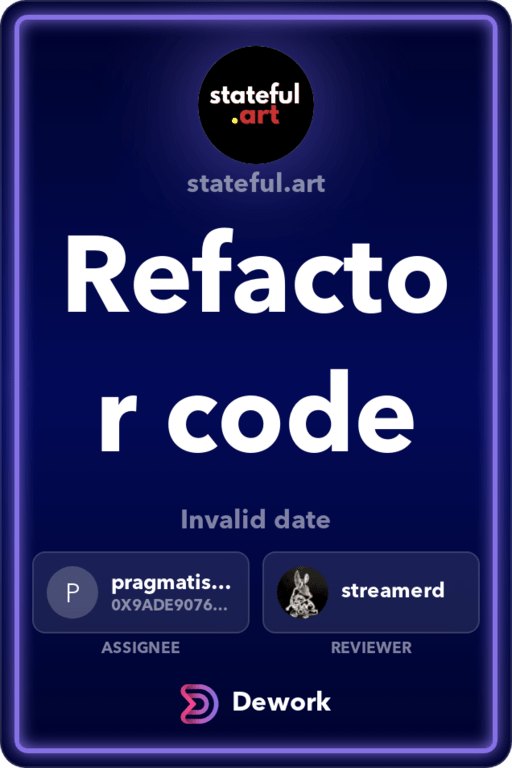 stateful
.art
stateful.art
Refacto
r code
Invalid date
P
pragmatis...
0X9ADE9076...
streamerd
ASSIGNEE
REVIEWER
Dework